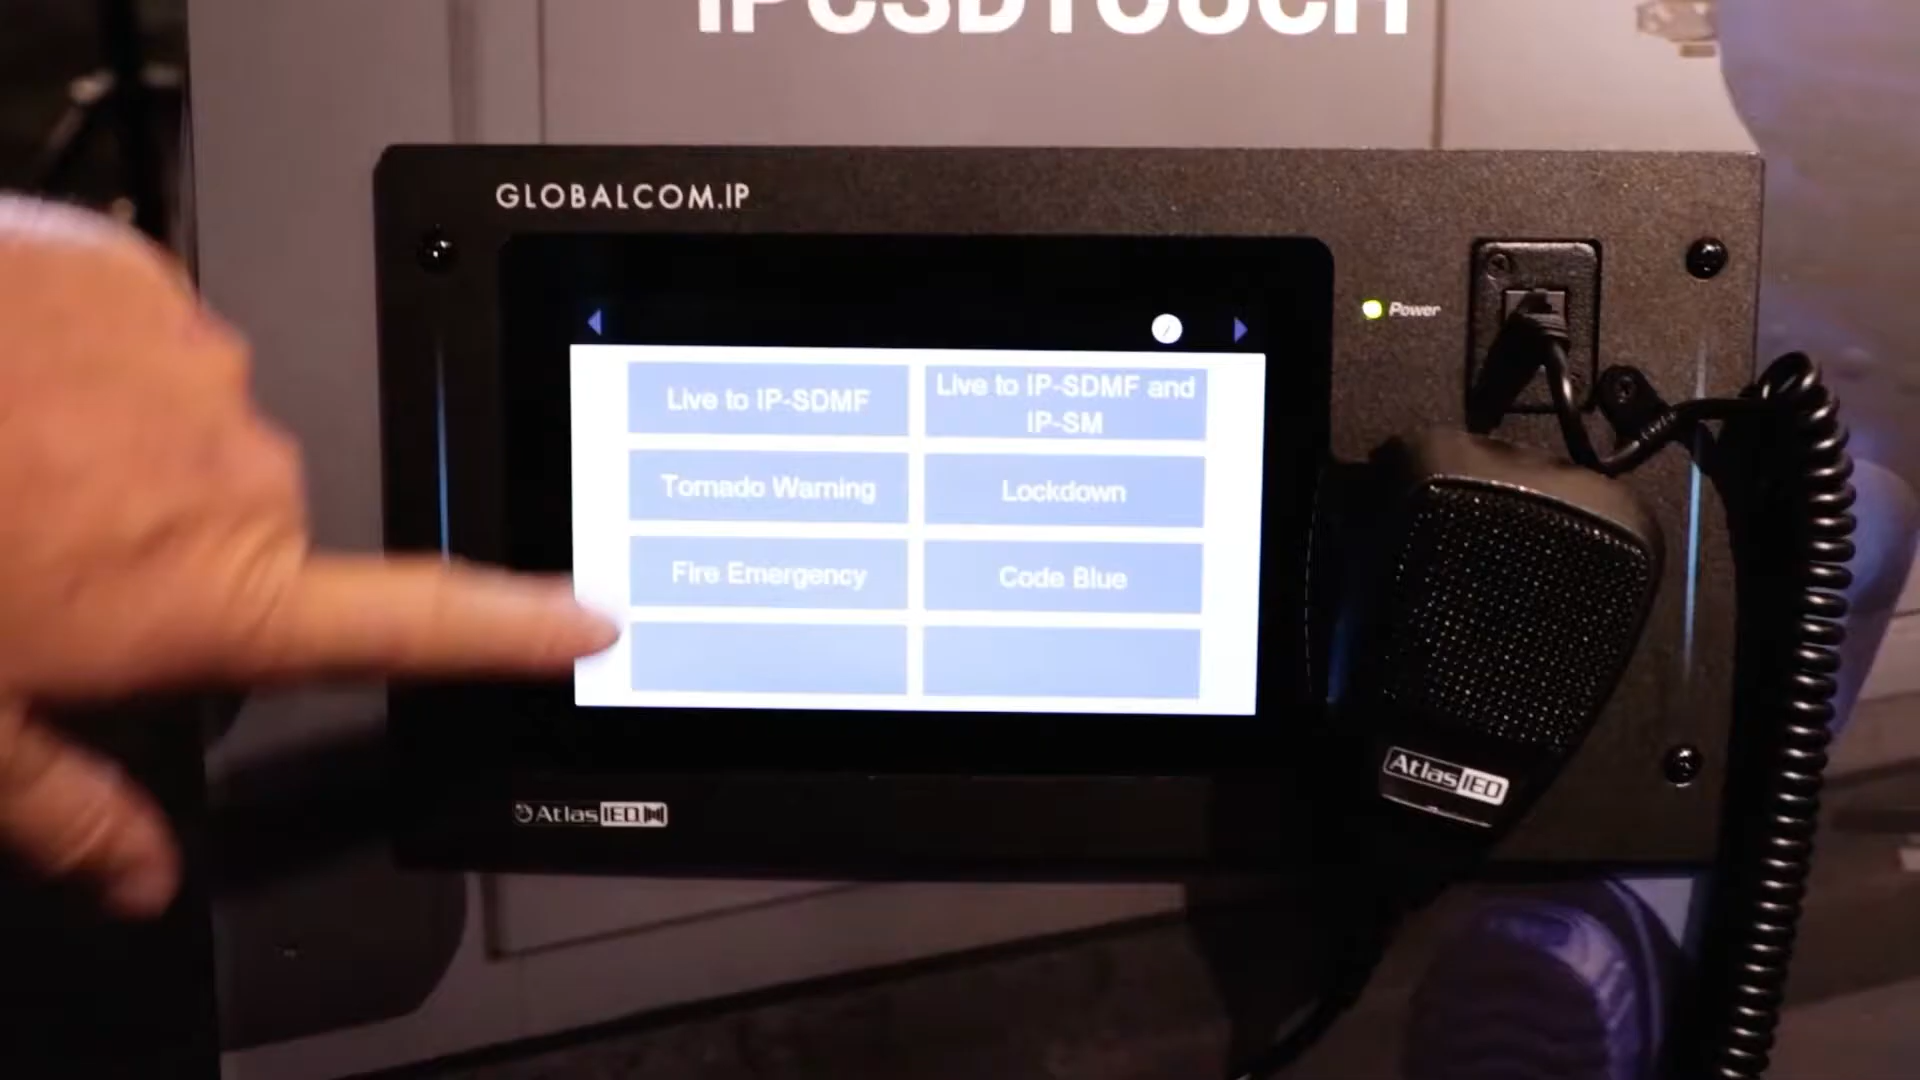 IPCSDTOUCH
GLOBALCOM.IP
Power
Live to IP-SDMF
Live to IP-SDMF and
IP-SM
Tornado Warning
Lockdown
Fire Emergency
Code Blue
AtlasIED
AtlasIED